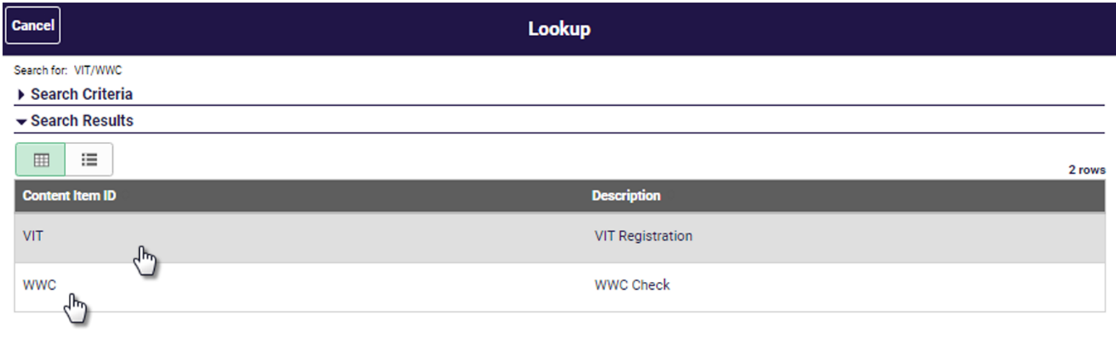 Cancel
Lookup
Search for: VIT/WWC
Search Criteria
Search Results
2 rows
Content Item ID Description
VIT VIT Registration
WWC WWC Check